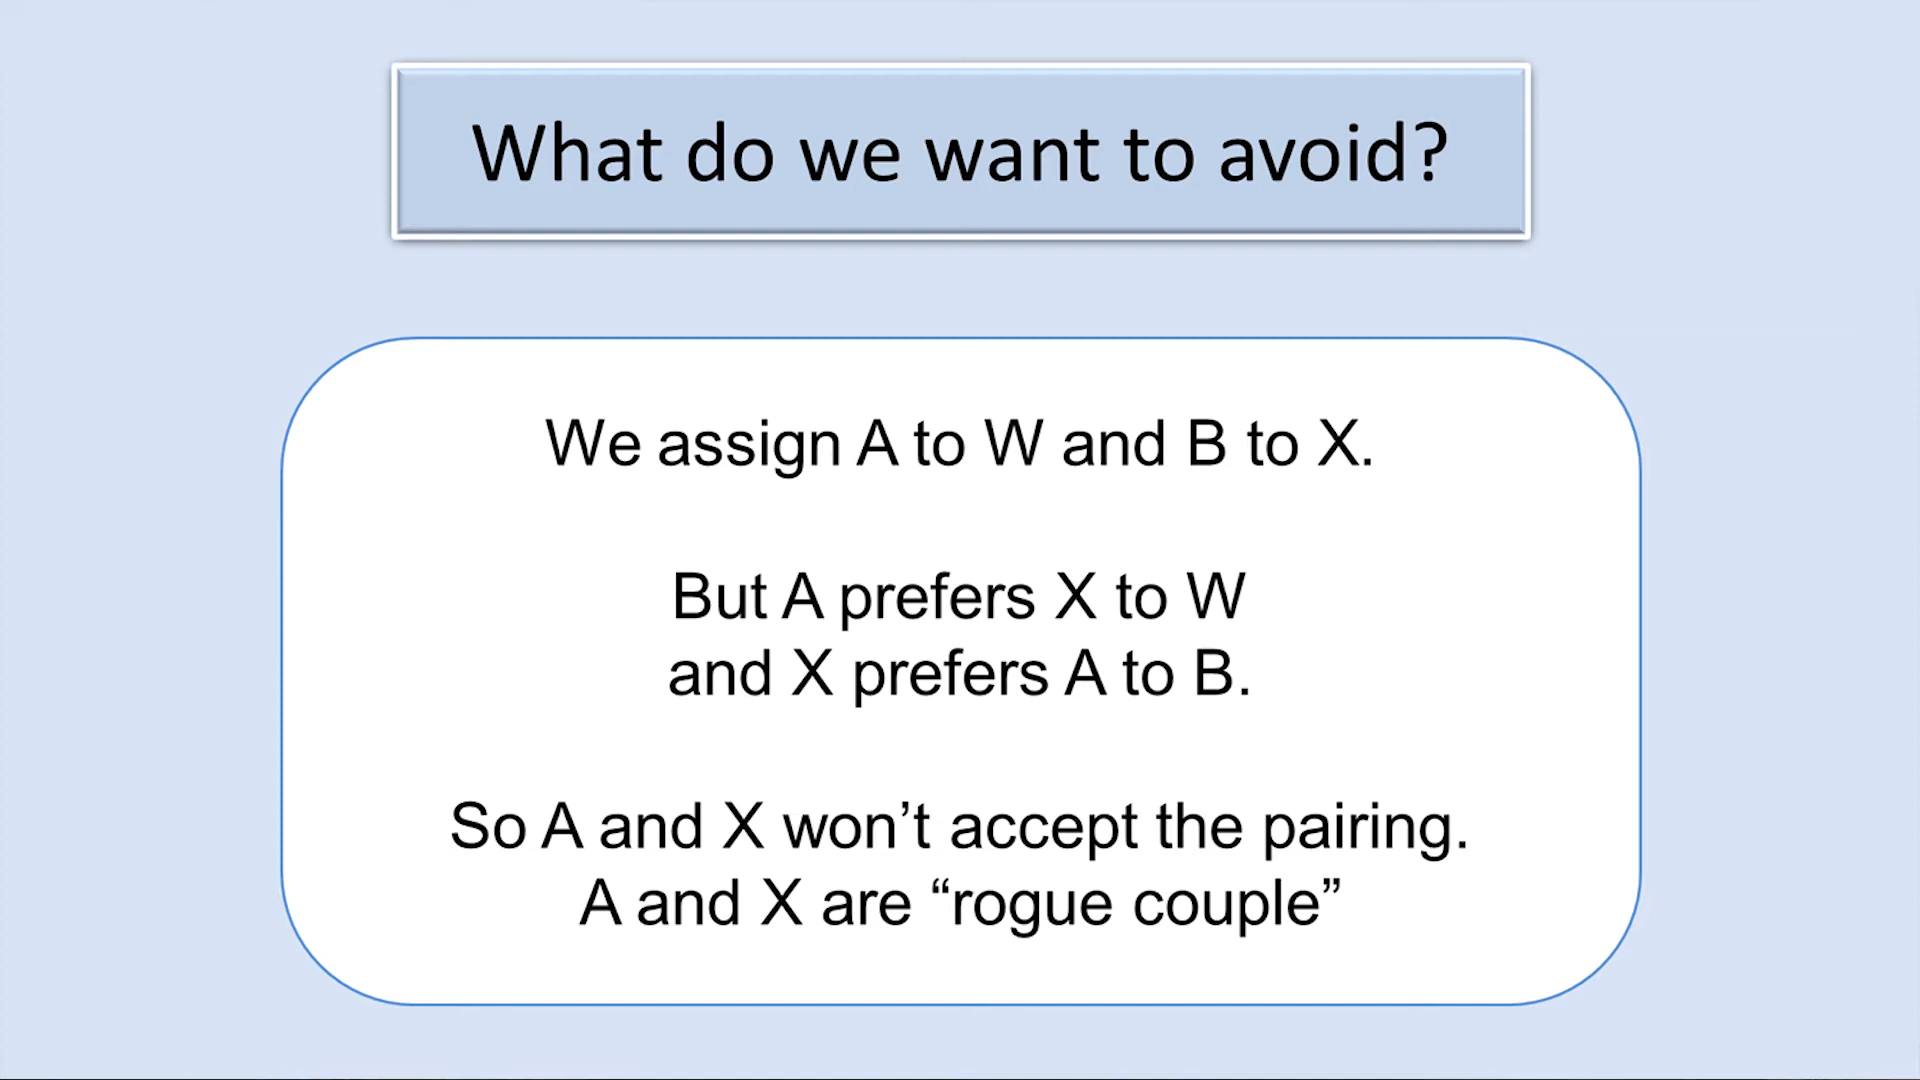 What do we want to avoid?
We assign A to W and B to X.
But A prefers X to W
and X prefers A to B.
So A and X won’t accept the pairing.
A and X are “rogue couple”